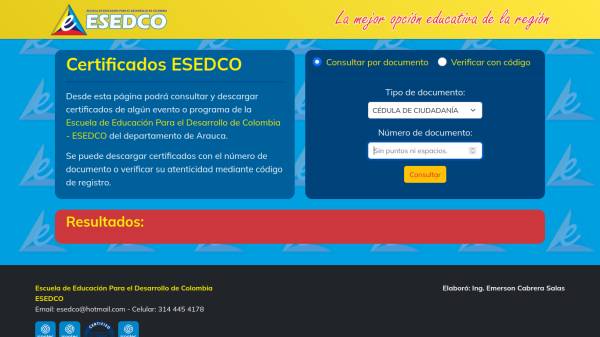 ESCUELA DE EDUCACIÓN PARA EL DESARROLLO DE COLOMBIA
ESEDCO
La mejor opción educativa de la región
Certificados ESEDCO
Desde esta página podrá consultar y descargar
certificados de algún evento o programa de la
Escuela de Educación Para el Desarrollo de Colombia
- ESEDCO del departamento de Arauca.
Se puede descargar certificados con el número de
documento o verificar su atenticidad mediante código
de registro.
Consultar por documento
Verificar con código
Tipo de documento:
CÉDULA DE CIUDADANÍA
Número de documento:
Sin puntos ni espacios.
Consultar
Resultados:
Escuela de Educación Para el Desarrollo de Colombia
ESEDCO
Email: esedco@hotmail.com - Celular: 314 445 4178
Elaboró: Ing. Emerson Cabrera Salas